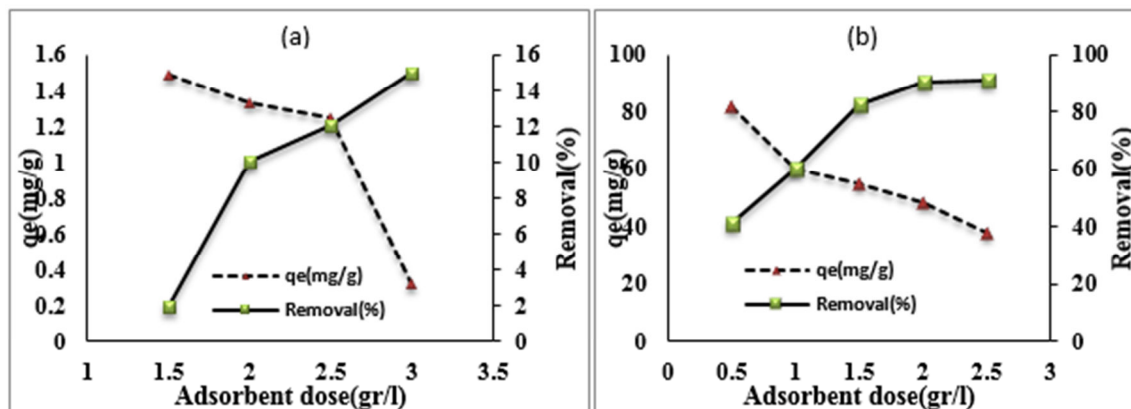 (a)
1.6
1.4
1.2
1
0.8
0.6
0.4
0.2
0
qe(mg/g)
16
14
12
10
8
6
4
2
0
Removal(%)
qe(mg/g)
Removal(%)
1 1.5 2 2.5 3 3.5
Adsorbent dose(gr/l)
(b)
100
80
60
40
20
0
qe(mg/g)
100
80
60
40
20
0
Removal(%)
qe(mg/g)
Removal(%)
0 0.5 1 1.5 2 2.5 3
Adsorbent dose(gr/l)